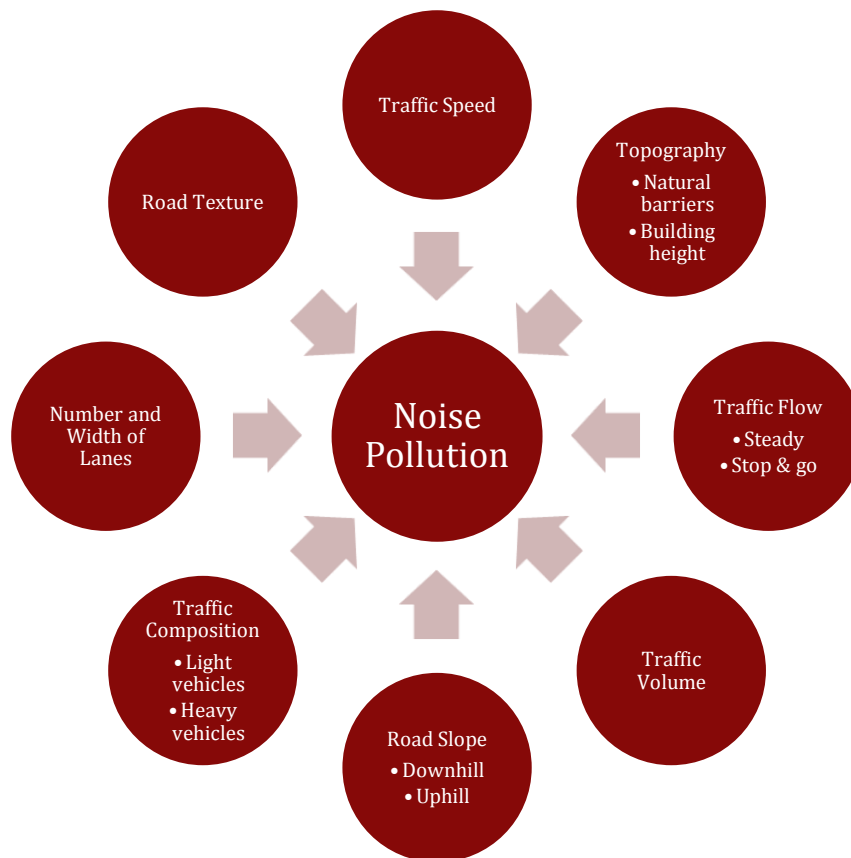 Traffic Speed
Topography
• Natural
barriers
• Building
height
Traffic Flow
• Steady
• Stop & go
Traffic
Volume
Road Slope
• Downhill
• Uphill
Traffic
Composition
• Light
vehicles
• Heavy
vehicles
Number and
Width of
Lanes
Road Texture
Noise
Pollution